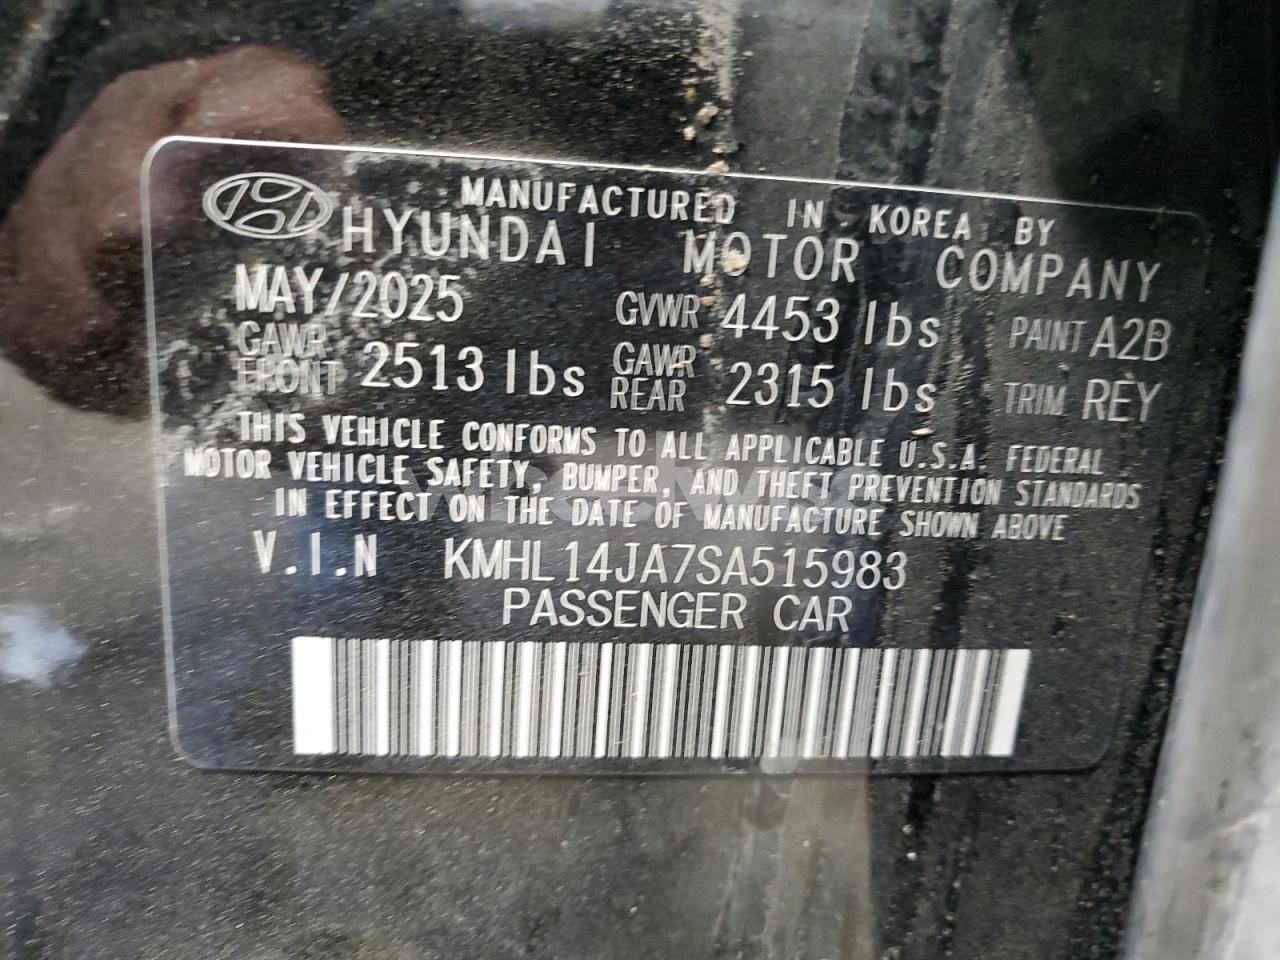 MANUFACTURED IN KOREA BY
HYUNDAI MOTOR COMPANY
MAY/2025 GVWR 4453 lbs PAINT A2B
GAWR FRONT 2513 lbs GAWR REAR 2315 lbs TRIM REY
THIS VEHICLE CONFORMS TO ALL APPLICABLE U.S.A. FEDERAL
MOTOR VEHICLE SAFETY, BUMPER, AND THEFT PREVENTION STANDARDS
IN EFFECT ON THE DATE OF MANUFACTURE SHOWN ABOVE
V.I.N KMHL14JA7SA515983
PASSENGER CAR